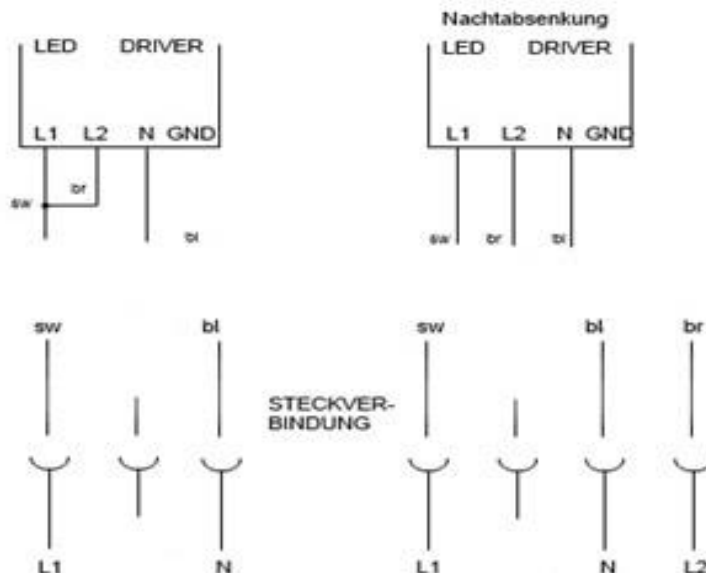 Nachtabsenkung
LED DRIVER
LED DRIVER
L1 L2 N GND
L1 L2 N GND
br
sw
bl
sw br bl
sw bl
sw bl br
STECKVER-
BINDUNG
L1 N
L1 N L2